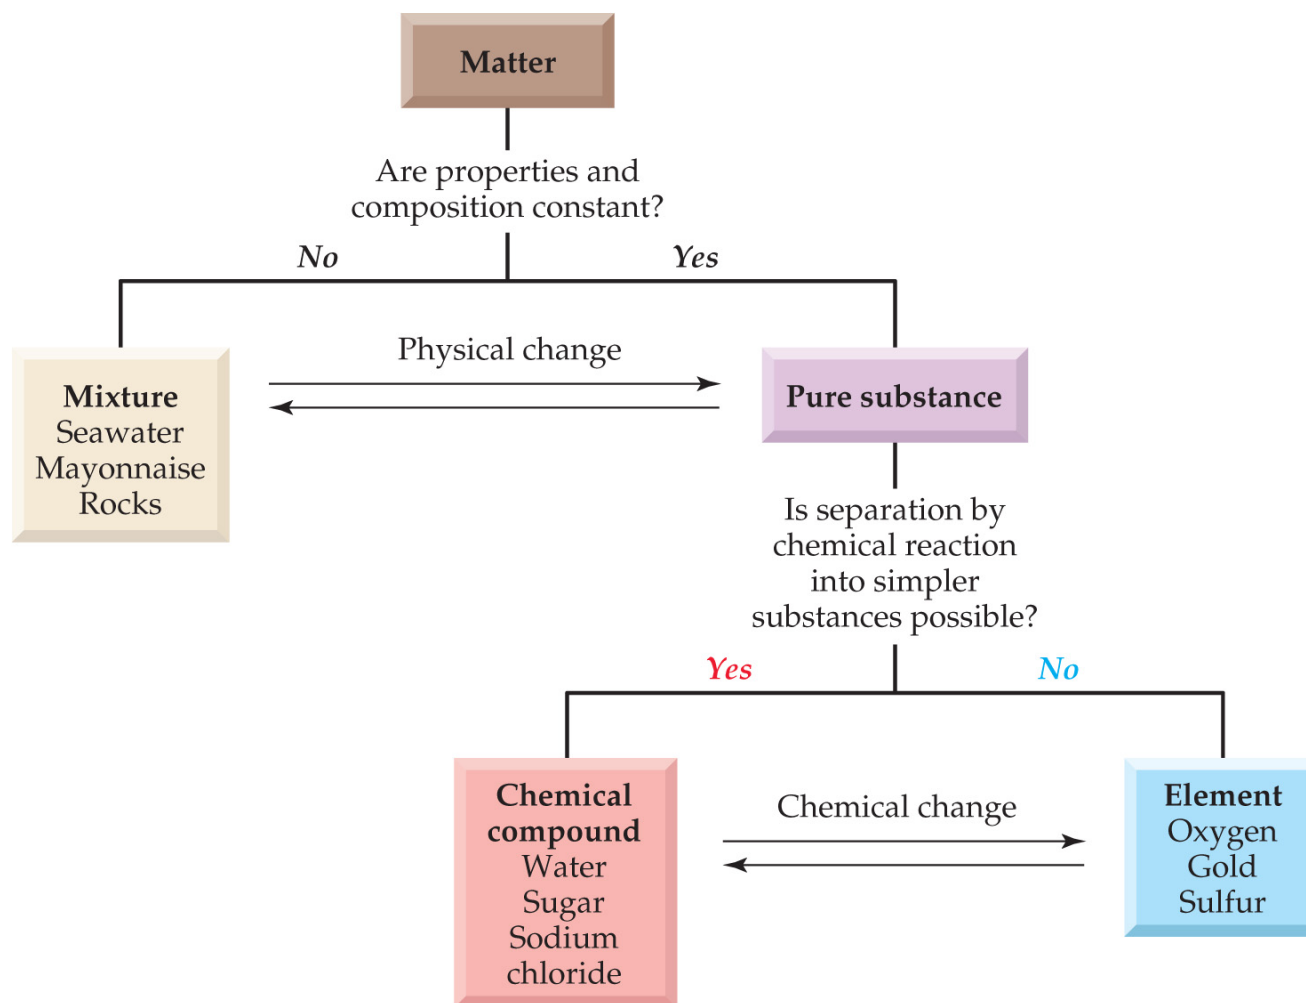 Matter
Are properties and
composition constant?
No
Yes
Physical change
Mixture
Seawater
Mayonnaise
Rocks
Pure substance
Is separation by
chemical reaction
into simpler
substances possible?
Yes
No
Chemical
compound
Water
Sugar
Sodium
chloride
Chemical change
Element
Oxygen
Gold
Sulfur